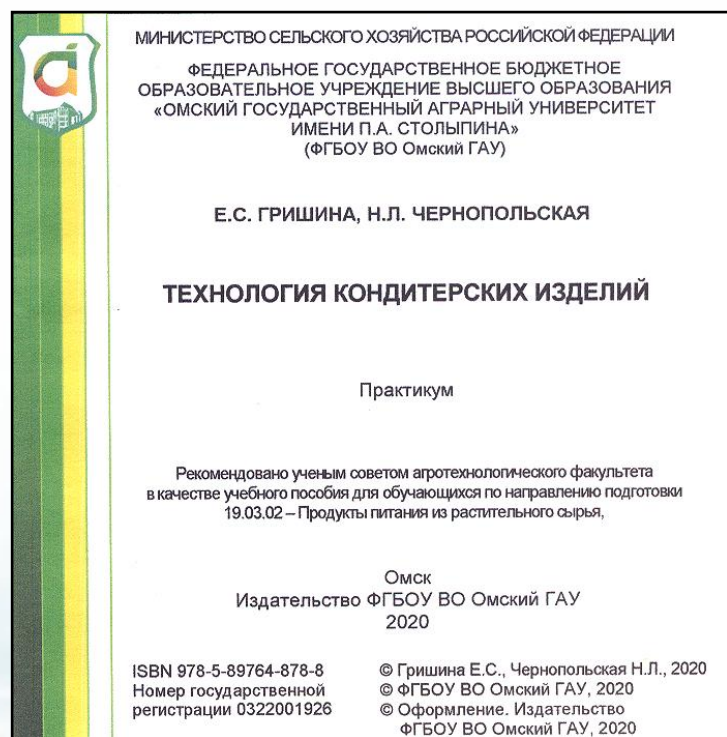 МИНИСТЕРСТВО СЕЛЬСКОГО ХОЗЯЙСТВА РОССИЙСКОЙ ФЕДЕРАЦИИ
ФЕДЕРАЛЬНОЕ ГОСУДАРСТВЕННОЕ БЮДЖЕТНОЕ
ОБРАЗОВАТЕЛЬНОЕ УЧРЕЖДЕНИЕ ВЫСШЕГО ОБРАЗОВАНИЯ
«ОМСКИЙ ГОСУДАРСТВЕННЫЙ АГРАРНЫЙ УНИВЕРСИТЕТ
ИМЕНИ П.А. СТОЛЫПИНА»
(ФГБОУ ВО Омский ГАУ)
Е.С. ГРИШИНА, Н.Л. ЧЕРНОПОЛЬСКАЯ
ТЕХНОЛОГИЯ КОНДИТЕРСКИХ ИЗДЕЛИЙ
Практикум
Рекомендовано ученым советом агротехнологического факультета
в качестве учебного пособия для обучающихся по направлению подготовки
19.03.02 – Продукты питания из растительного сырья,
Омск
Издательство ФГБОУ ВО Омский ГАУ
2020
ISBN 978-5-89764-878-8
Номер государственной
регистрации 0322001926
© Гришина Е.С., Чернопольская Н.Л., 2020
© ФГБОУ ВО Омский ГАУ, 2020
© Оформление. Издательство
ФГБОУ ВО Омский ГАУ, 2020